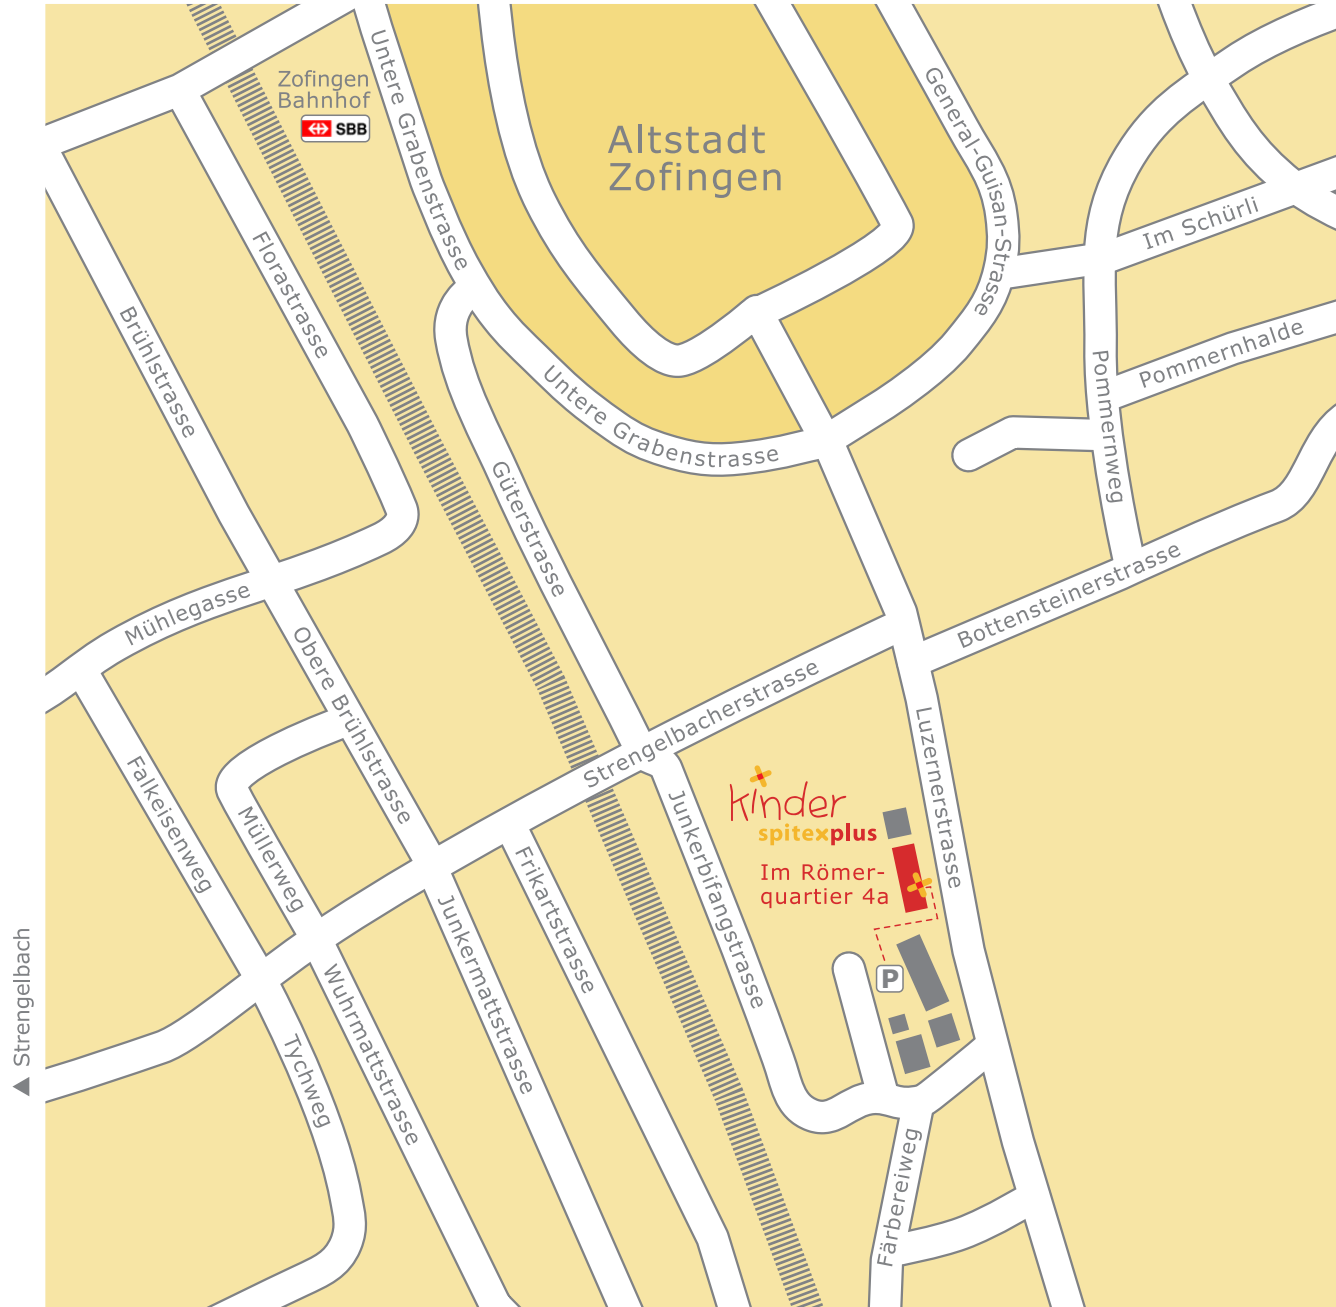 Zofingen
Bahnhof
SBB
Untere Grabenstrasse
Altstadt
Zofingen
General-Guisan-Strasse
Im Schürli
Florastrasse
Brühlstrasse
Pommernhalde
Pommernweg
Untere Grabenstrasse
Güterstrasse
Bottensteinerstrasse
Mühlegasse
Obere Brühlstrasse
Strengelbacherstrasse
Luzernerstrasse
Falkeisenweg
Müllerweg
kinder
spitexplus
Im Römer-
quartier 4a
Junkerbifangstrasse
Frikartstrasse
Junkermattstrasse
P
Strengelbach
Wuhrmattstrasse
Tychweg
Färbereiweg